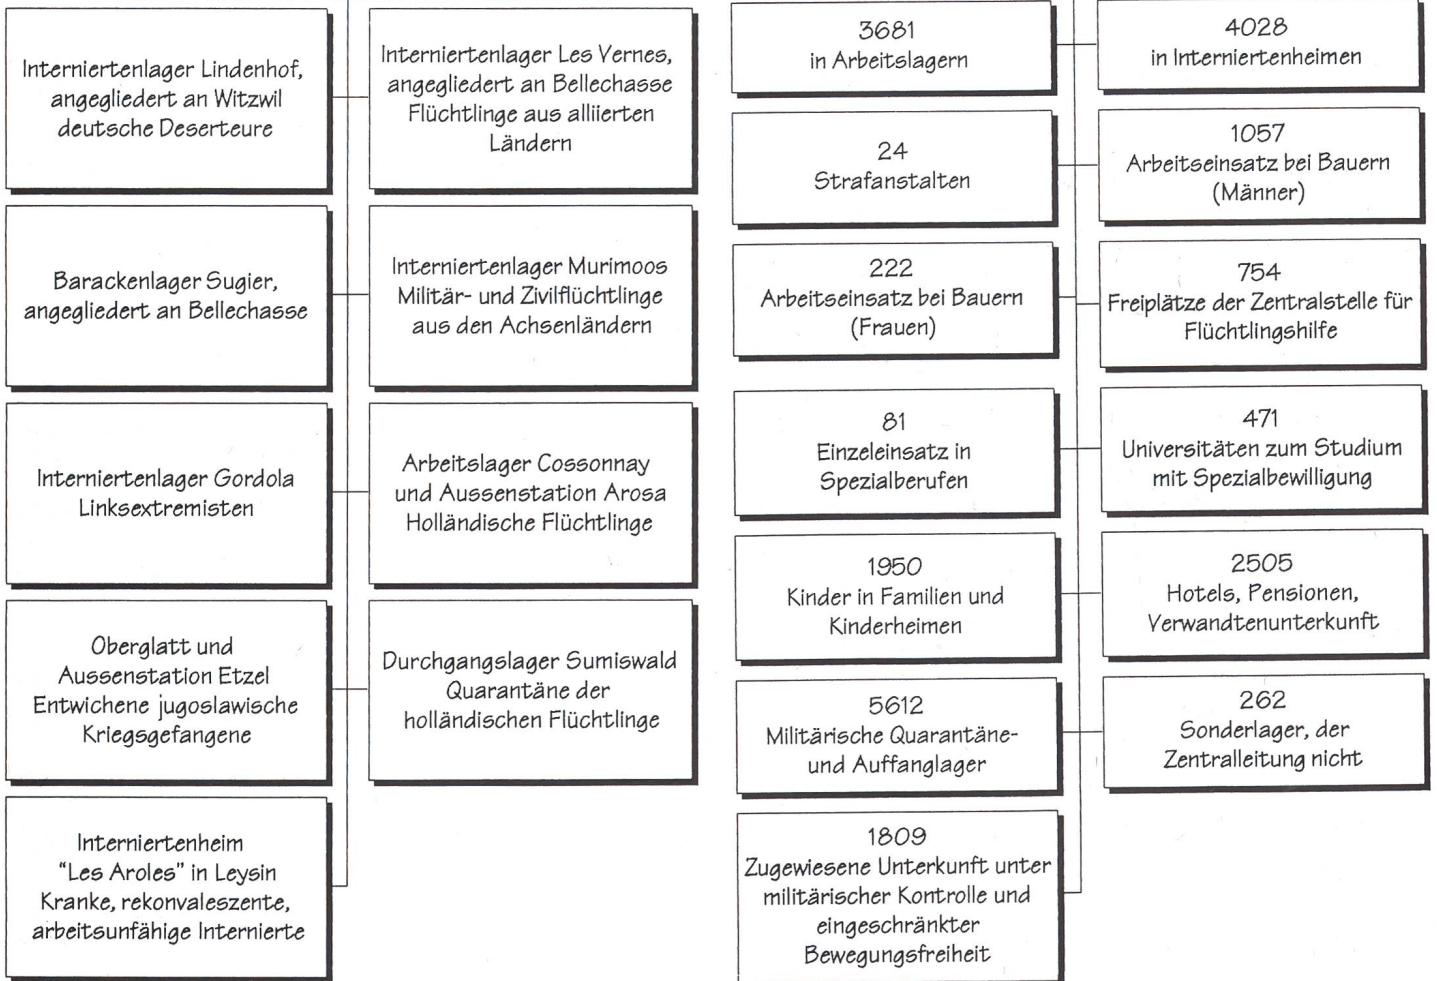 Interniertenlager Lindenhof,
angegliedert an Witzwil
deutsche Deserteure
Interniertenlager Les Vernes,
angegliedert an Bellechasse
Flüchtlinge aus alliierten
Ländern
Barackenlager Sugier,
angegliedert an Bellechasse
Interniertenlager Murimoos
Militär- und Zivilflüchtlinge
aus den Achsenländern
Interniertenlager Gordola
Linksextremisten
Arbeitslager Cossonnay
und Aussenstation Arosa
Holländische Flüchtlinge
Oberglatt und
Aussenstation Etzel
Entwichene jugoslawische
Kriegsgefangene
Durchgangslager Sumiswald
Quarantäne der
holländischen Flüchtlinge
Interniertenheim
"Les Aroles" in Leysin
Kranke, rekonvaleszente,
arbeitsunfähige Internierte
3681
in Arbeitslagern
4028
in Interniertenheimen
24
Strafanstalten
1057
Arbeitseinsatz bei Bauern
(Männer)
222
Arbeitseinsatz bei Bauern
(Frauen)
754
Freiplätze der Zentralstelle für
Flüchtlingshilfe
81
Einzeleinsatz in
Spezialberufen
471
Universitäten zum Studium
mit Spezialbewilligung
1950
Kinder in Familien und
Kinderheimen
2505
Hotels, Pensionen,
Verwandtenunterkunft
5612
Militärische Quarantäne-
und Auffanglager
262
Sonderlager, der
Zentralleitung nicht
1809
Zugewiesene Unterkunft unter
militärischer Kontrolle und
eingeschränkter
Bewegungsfreiheit